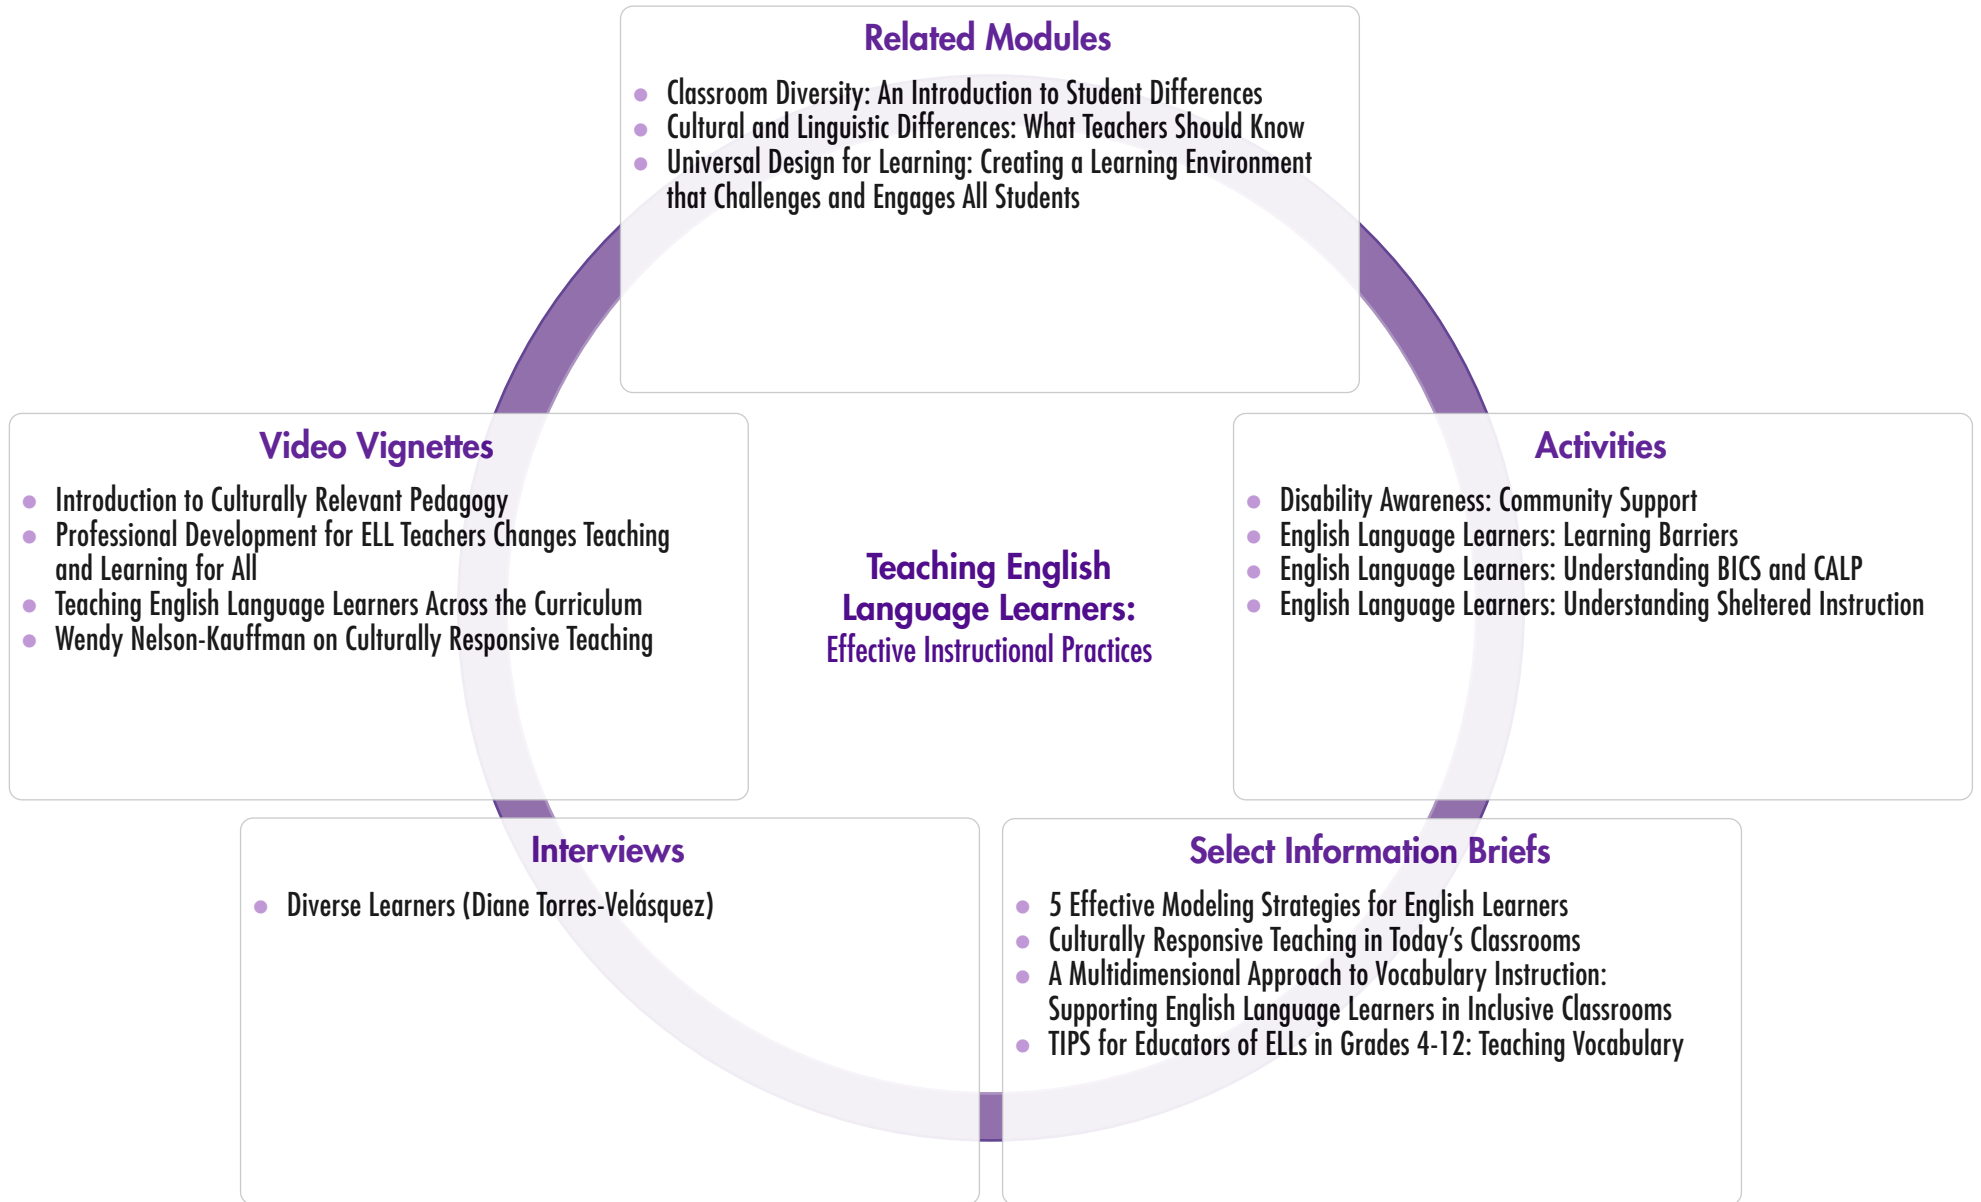 Related Modules
Classroom Diversity: An Introduction to Student Differences
Cultural and Linguistic Differences: What Teachers Should Know
Universal Design for Learning: Creating a Learning Environment
that Challenges and Engages All Students
Video Vignettes
Introduction to Culturally Relevant Pedagogy
Professional Development for ELL Teachers Changes Teaching
and Learning for All
Teaching English Language Learners Across the Curriculum
Wendy Nelson-Kauffman on Culturally Responsive Teaching
Teaching English
Language Learners:
Effective Instructional Practices
Activities
Disability Awareness: Community Support
English Language Learners: Learning Barriers
English Language Learners: Understanding BICS and CALP
English Language Learners: Understanding Sheltered Instruction
Interviews
Diverse Learners (Diane Torres-Velásquez)
Select Information Briefs
5 Effective Modeling Strategies for English Learners
Culturally Responsive Teaching in Today's Classrooms
A Multidimensional Approach to Vocabulary Instruction:
Supporting English Language Learners in Inclusive Classrooms
TIPS for Educators of ELLs in Grades 4-12: Teaching Vocabulary